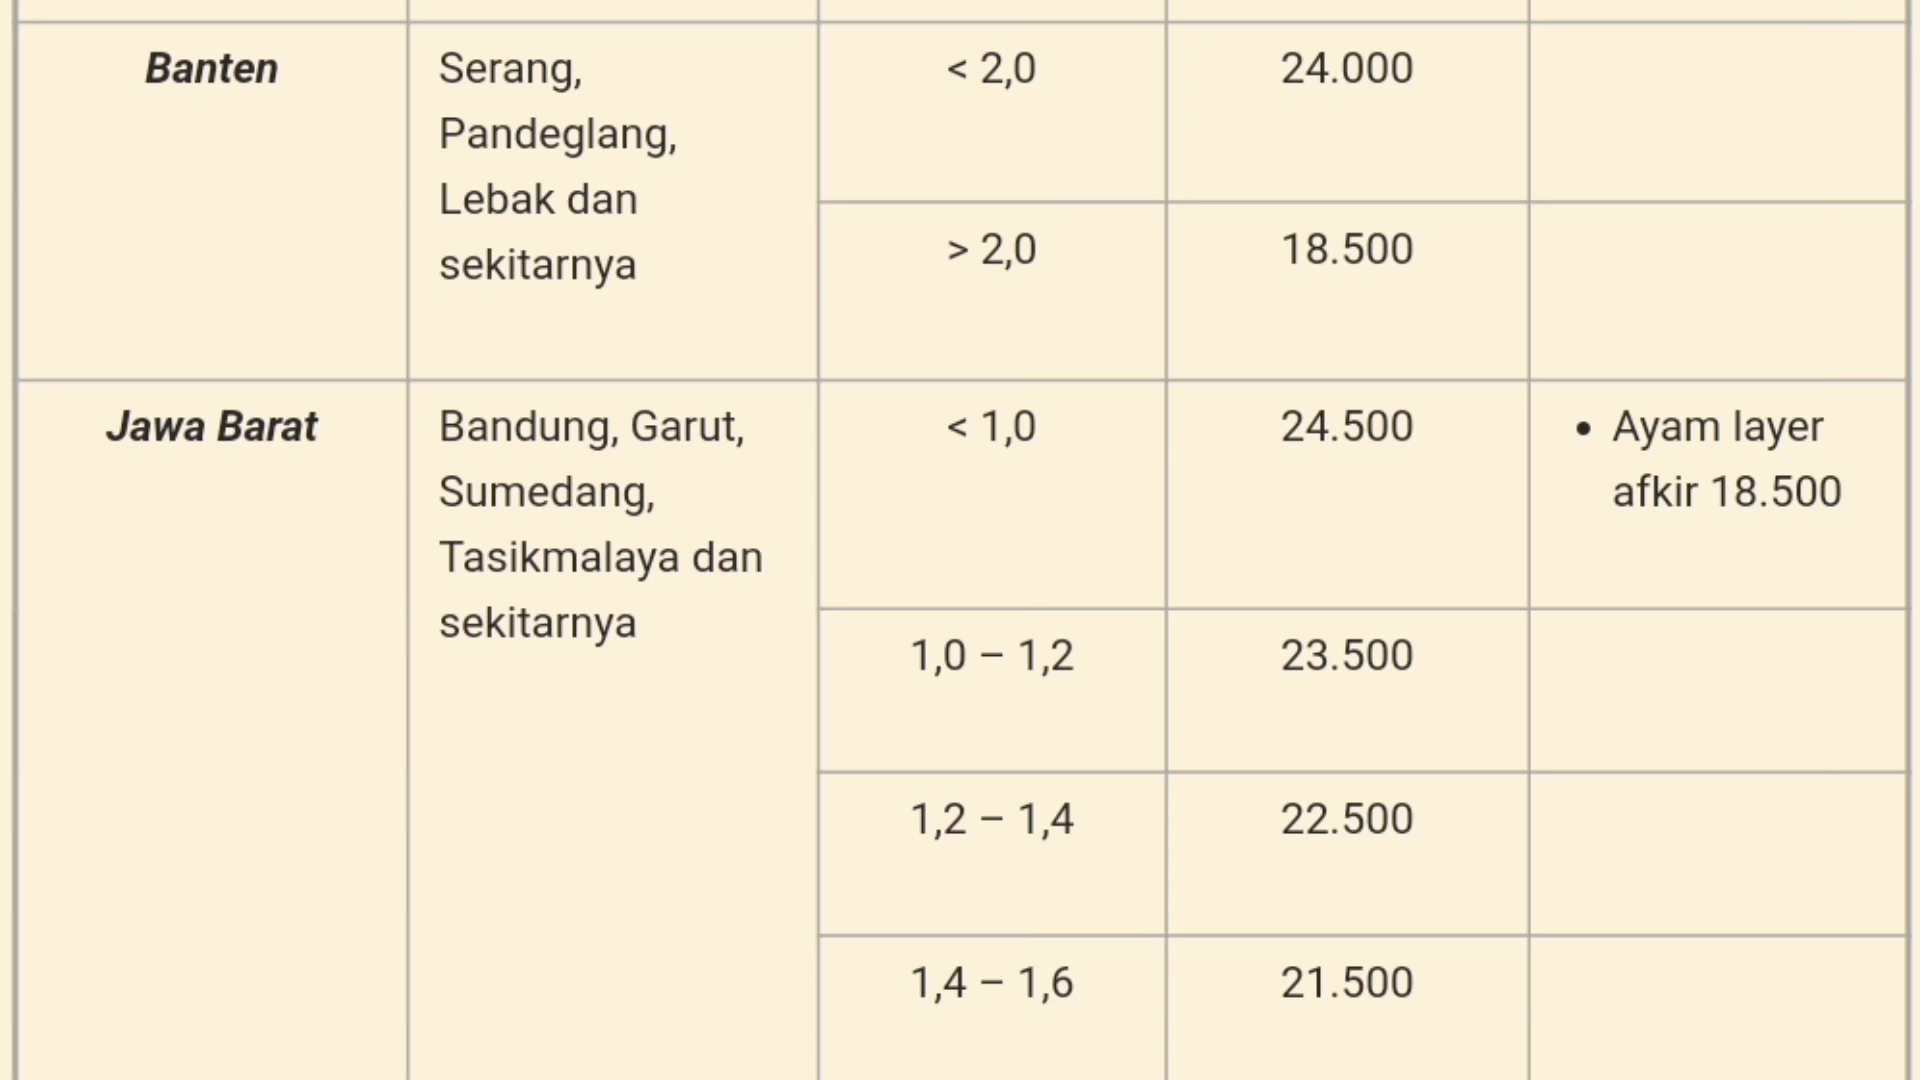 Banten
Serang,
Pandeglang,
Lebak dan
sekitarnya
< 2,0
24.000
> 2,0
18.500
Jawa Barat
Bandung, Garut,
Sumedang,
Tasikmalaya dan
sekitarnya
< 1,0
24.500
• Ayam layer
afkir 18.500
1,0 – 1,2
23.500
1,2 – 1,4
22.500
1,4 – 1,6
21.500